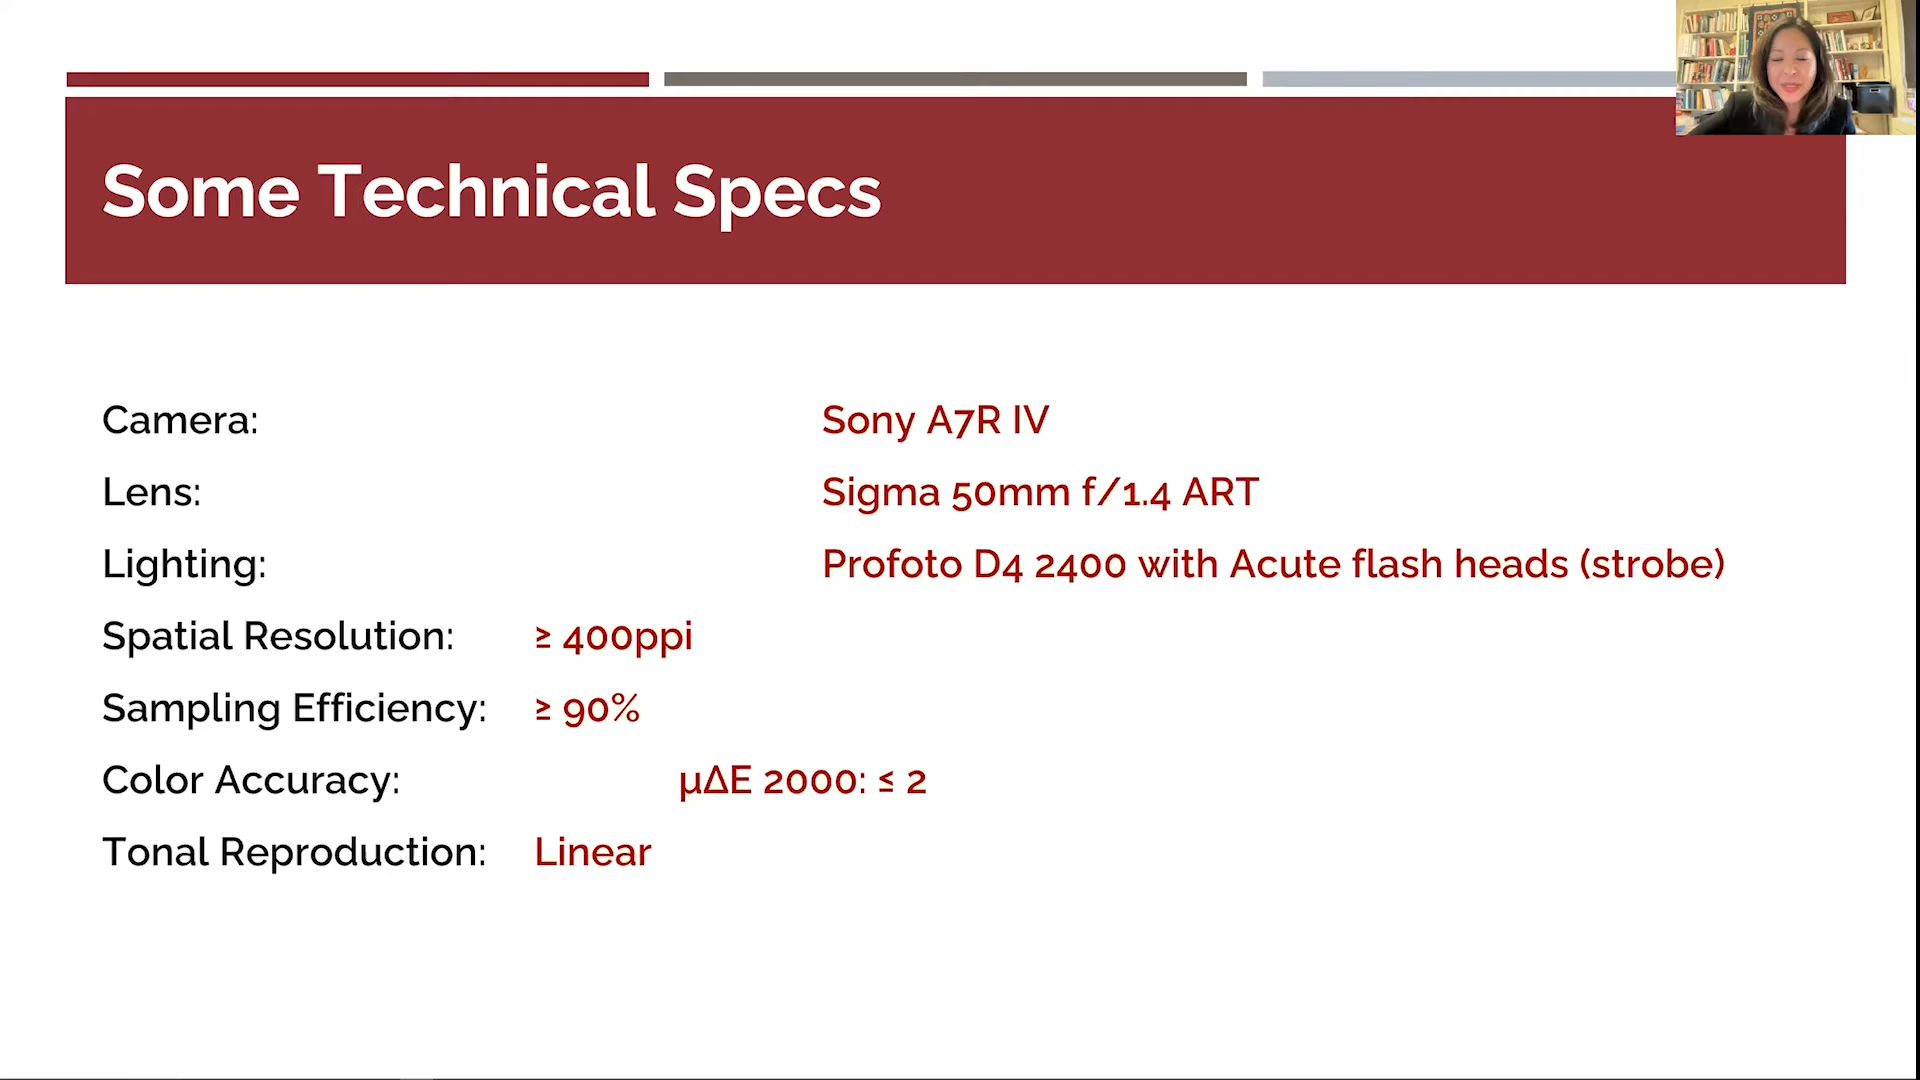 Some Technical Specs
Camera: Sony A7R IV
Lens: Sigma 50mm f/1.4 ART
Lighting: Profoto D4 2400 with Acute flash heads (strobe)
Spatial Resolution: ≥ 400ppi
Sampling Efficiency: ≥ 90%
Color Accuracy: µΔE 2000: ≤ 2
Tonal Reproduction: Linear